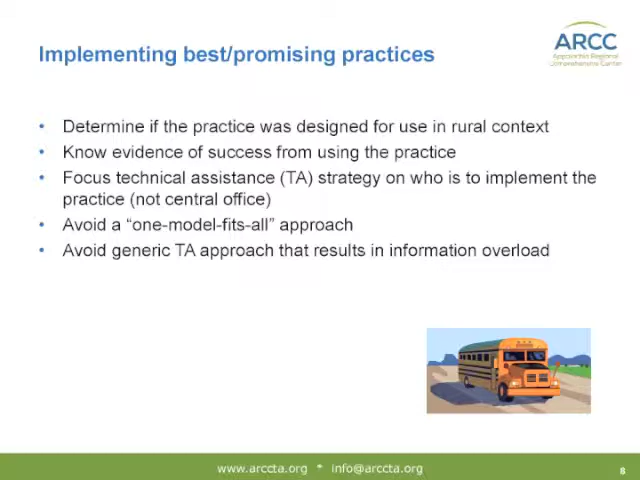 Implementing best/promising practices
ARCC
Appalachia Regional
Comprehensive Center
• Determine if the practice was designed for use in rural context
• Know evidence of success from using the practice
• Focus technical assistance (TA) strategy on who is to implement the
practice (not central office)
• Avoid a “one-model-fits-all” approach
• Avoid generic TA approach that results in information overload
www.arccta.org * info@arccta.org
8